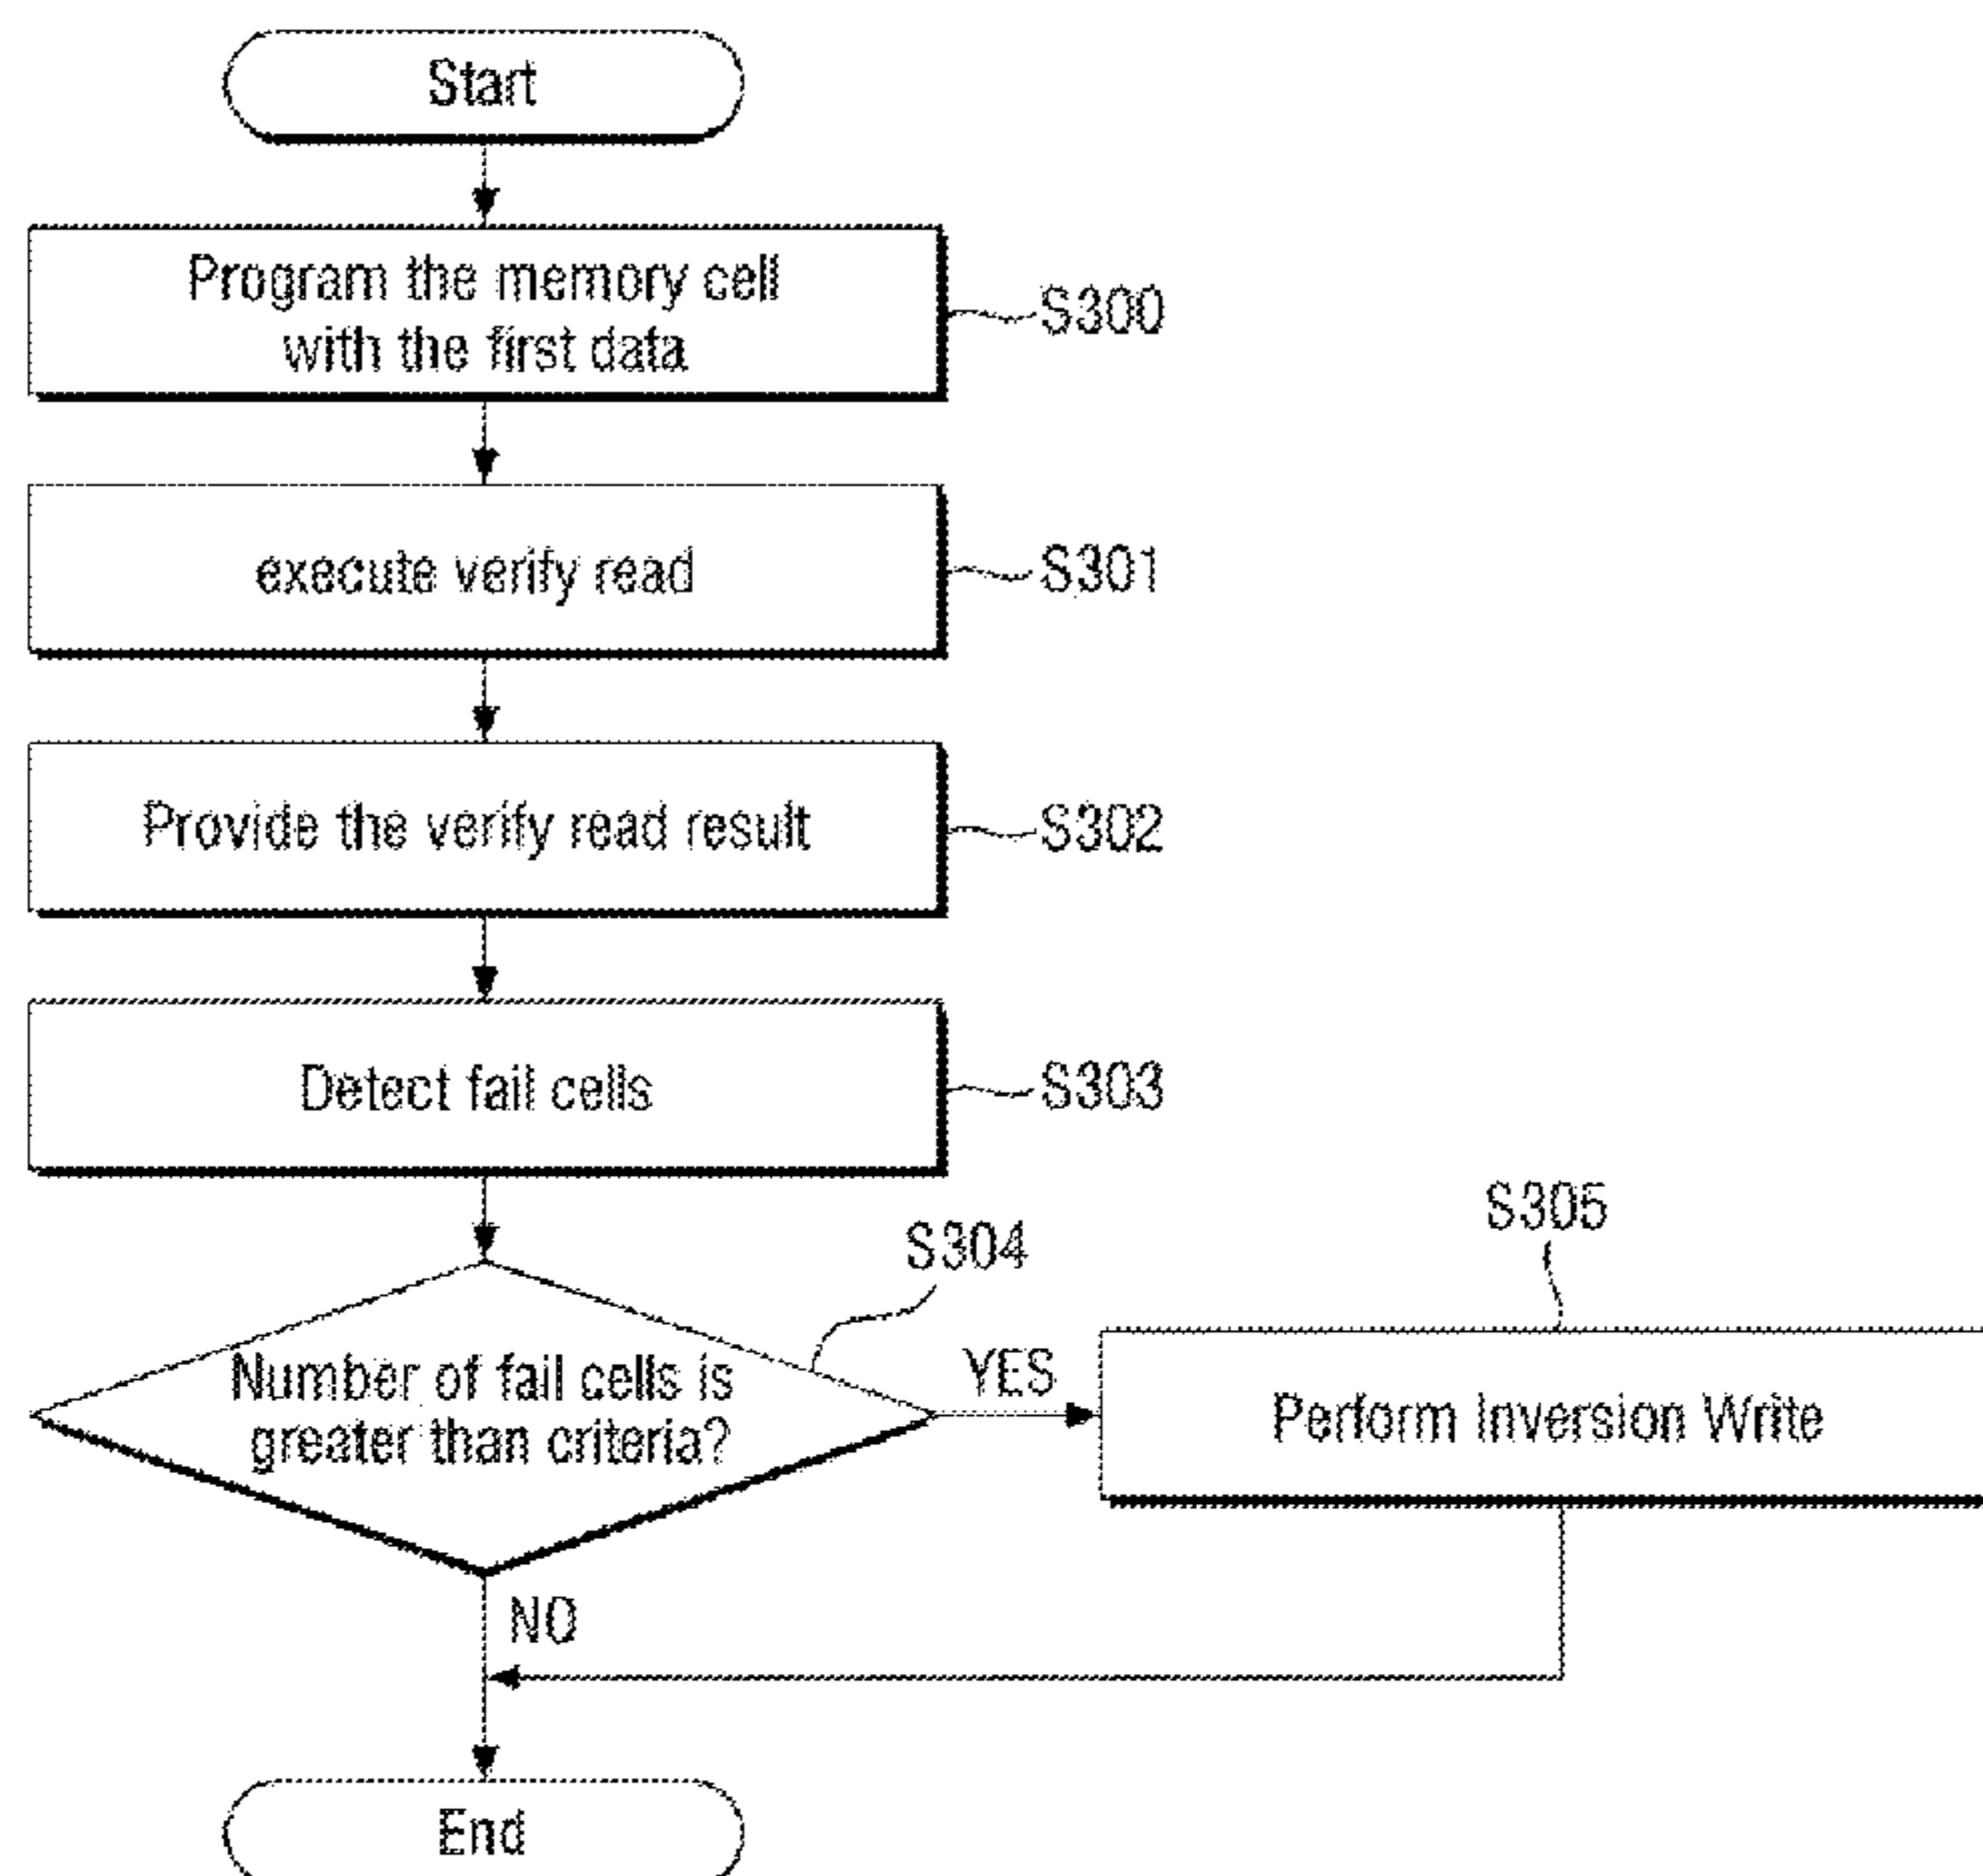 Start
Program the memory cell
with the first data
S300
execute verify read
S301
Provide the verify read result
S302
Detect fail cells
S303
S304
S305
Number of fail cells is
greater than criteria?
YES
Perform Inversion Write
NO
End